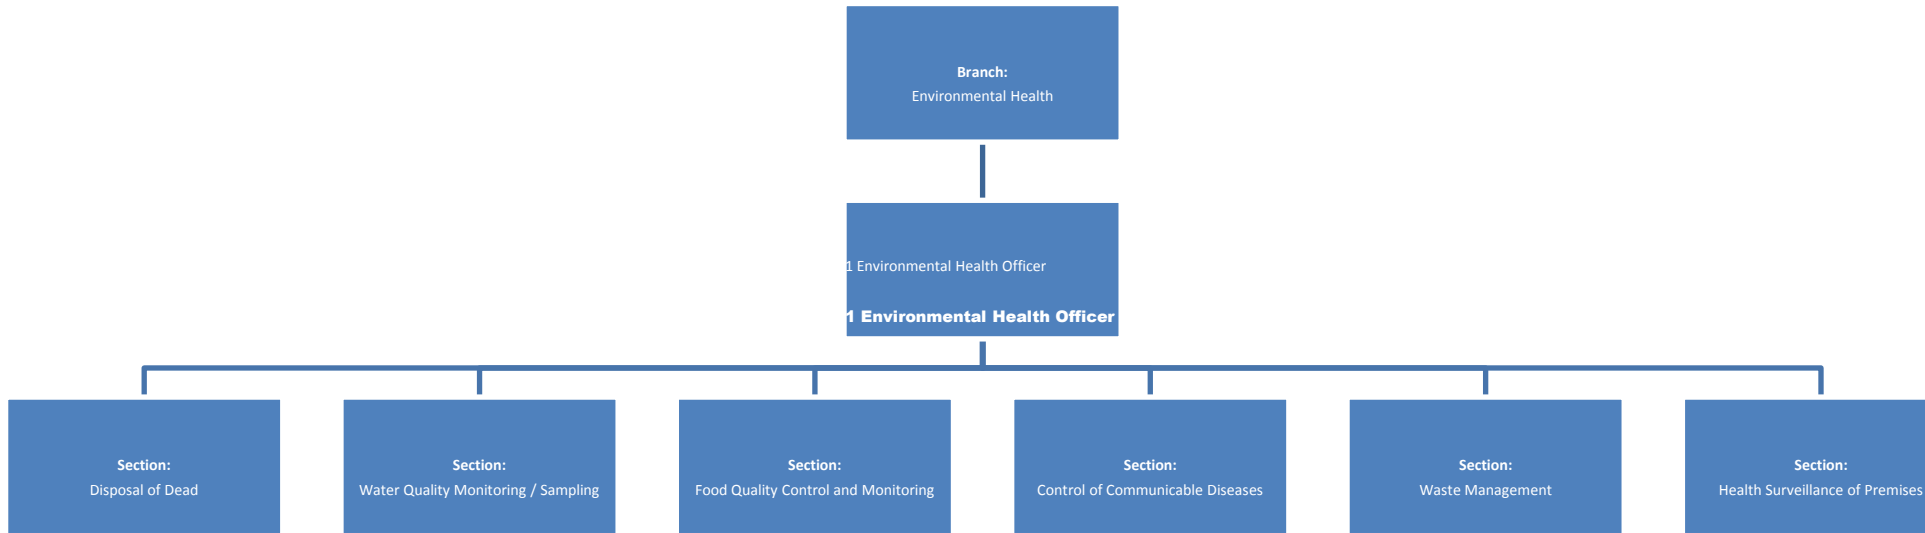 Branch:
Environmental Health
1 Environmental Health Officer
1 Environmental Health Officer
Section:
Disposal of Dead
Section:
Water Quality Monitoring / Sampling
Section:
Food Quality Control and Monitoring
Section:
Control of Communicable Diseases
Section:
Waste Management
Section:
Health Surveillance of Premises